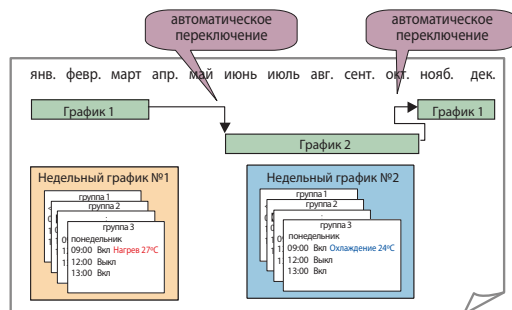 автоматическое
переключение
автоматическое
переключение
янв. февр. март апр. май июнь июль авг. сент. окт. нояб. дек.
График 1
График 1
График 2
Недельный график №1
группа 1
группа 2
группа 3
понедельник
09:00 Вкл Нагрев 27ºC
12:00 Выкл
13:00 Вкл
Недельный график №2
группа 1
группа 2
группа 3
понедельник
09:00 Вкл Охлаждение 24ºC
12:00 Выкл
13:00 Вкл